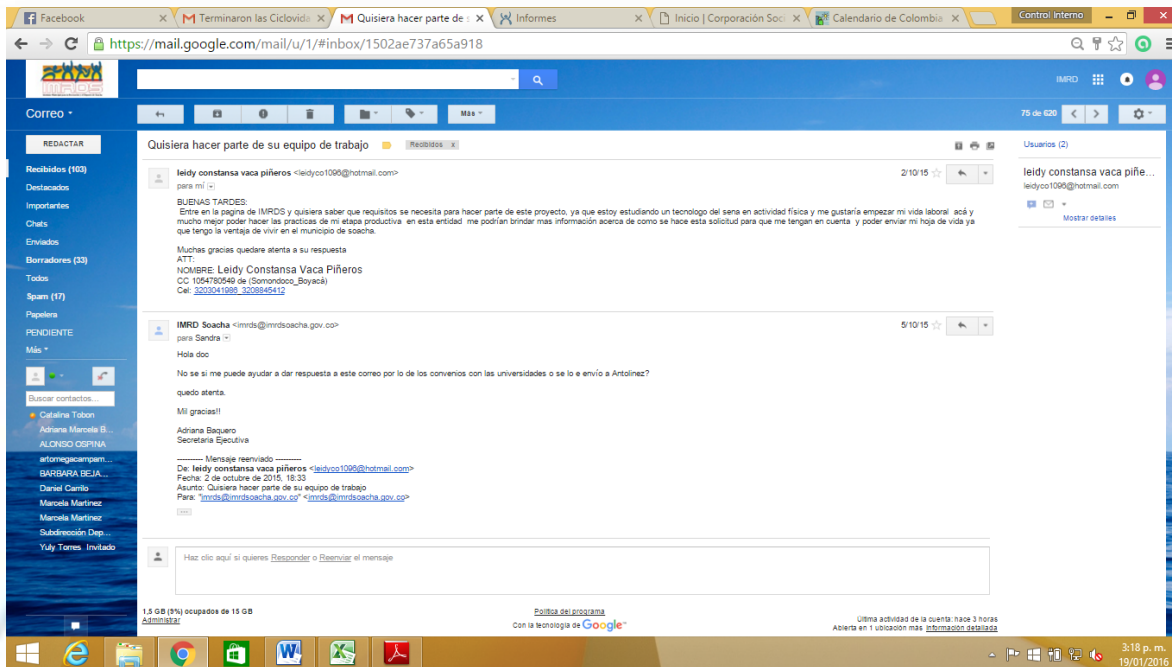 Facebook
Terminaron las Ciclovida
Quisiera hacer parte de s
Informes
Inicio | Corporación Soci
Calendario de Colombia
Control Interno
https://mail.google.com/mail/u/1/#inbox/1502ae737a65a918
IMRDS
IMRD
Correo
Más
75 de 620
REDACTAR
Recibidos (103)
Destacados
Importantes
Chats
Enviados
Borradores (33)
Todos
Spam (17)
Papelera
PENDIENTE
Más
Buscar contactos...
Catalina Tobon
Adriana Marcela B...
ALONSO OSPINA
artomegacampam...
BARBARA BEJA...
Daniel Carrilo
Marcela Martinez
Marcela Martinez
Subdirección Dep...
Yuly Torres Invitado
Quisiera hacer parte de su equipo de trabajo
Recibidos x
leidy constansa vaca piñeros <leidyco1096@hotmail.com>
2/10/15
para mí
BUENAS TARDES:
Entre en la pagina de IMRDS y quisiera saber que requisitos se necesita para hacer parte de este proyecto, ya que estoy estudiando un tecnologo del sena en actividad física y me gustaría empezar mi vida laboral acá y
mucho mejor poder hacer las practicas de mi etapa productiva en esta entidad me podrían brindar mas información acerca de como se hace esta solicitud para que me tengan en cuenta y poder enviar mi hoja de vida ya
que tengo la ventaja de vivir en el municipio de soacha.
Muchas gracias quedare atenta a su respuesta
ATT:
NOMBRE: Leidy Constansa Vaca Piñeros
CC 1054780549 de (Somondoco_Boyacá)
Cel: 3203041986_3208845412
IMRD Soacha <imrds@imrdsoacha.gov.co>
5/10/15
para Sandra
Hola doc
No se si me puede ayudar a dar respuesta a este correo por lo de los convenios con las universidades o se lo e envío a Antolinez?
quedo atenta.
Mil gracias!!
Adriana Baquero
Secretaria Ejecutiva
---------- Mensaje reenviado ----------
De: leidy constansa vaca piñeros <leidyco1096@hotmail.com>
Fecha: 2 de octubre de 2015, 18:33
Asunto: Quisiera hacer parte de su equipo de trabajo
Para: "imrds@imrdsoacha.gov.co" <imrds@imrdsoacha.gov.co>
Haz clic aquí si quieres Responder o Reenviar el mensaje
Usuarios (2)
leidy constansa vaca piñe...
leidyco1096@hotmail.com
Mostrar detalles
1,5 GB (9%) ocupados de 15 GB
Administrar
Política del programa
Con la tecnología de Google
Última actividad de la cuenta: hace 3 horas
Abierta en 1 ubicación más Información detallada
3:18 p. m.
19/01/2016